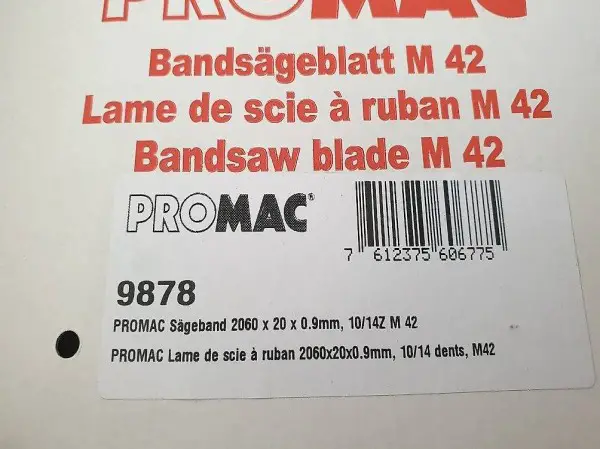 PROMAC
Bandsägeblatt M 42
Lame de scie à ruban M 42
Bandsaw blade M 42
PROMAC®
7 612375 606775
9878
PROMAC Sägeband 2060 x 20 x 0.9mm, 10/14Z M 42
PROMAC Lame de scie à ruban 2060x20x0.9mm, 10/14 dents, M42